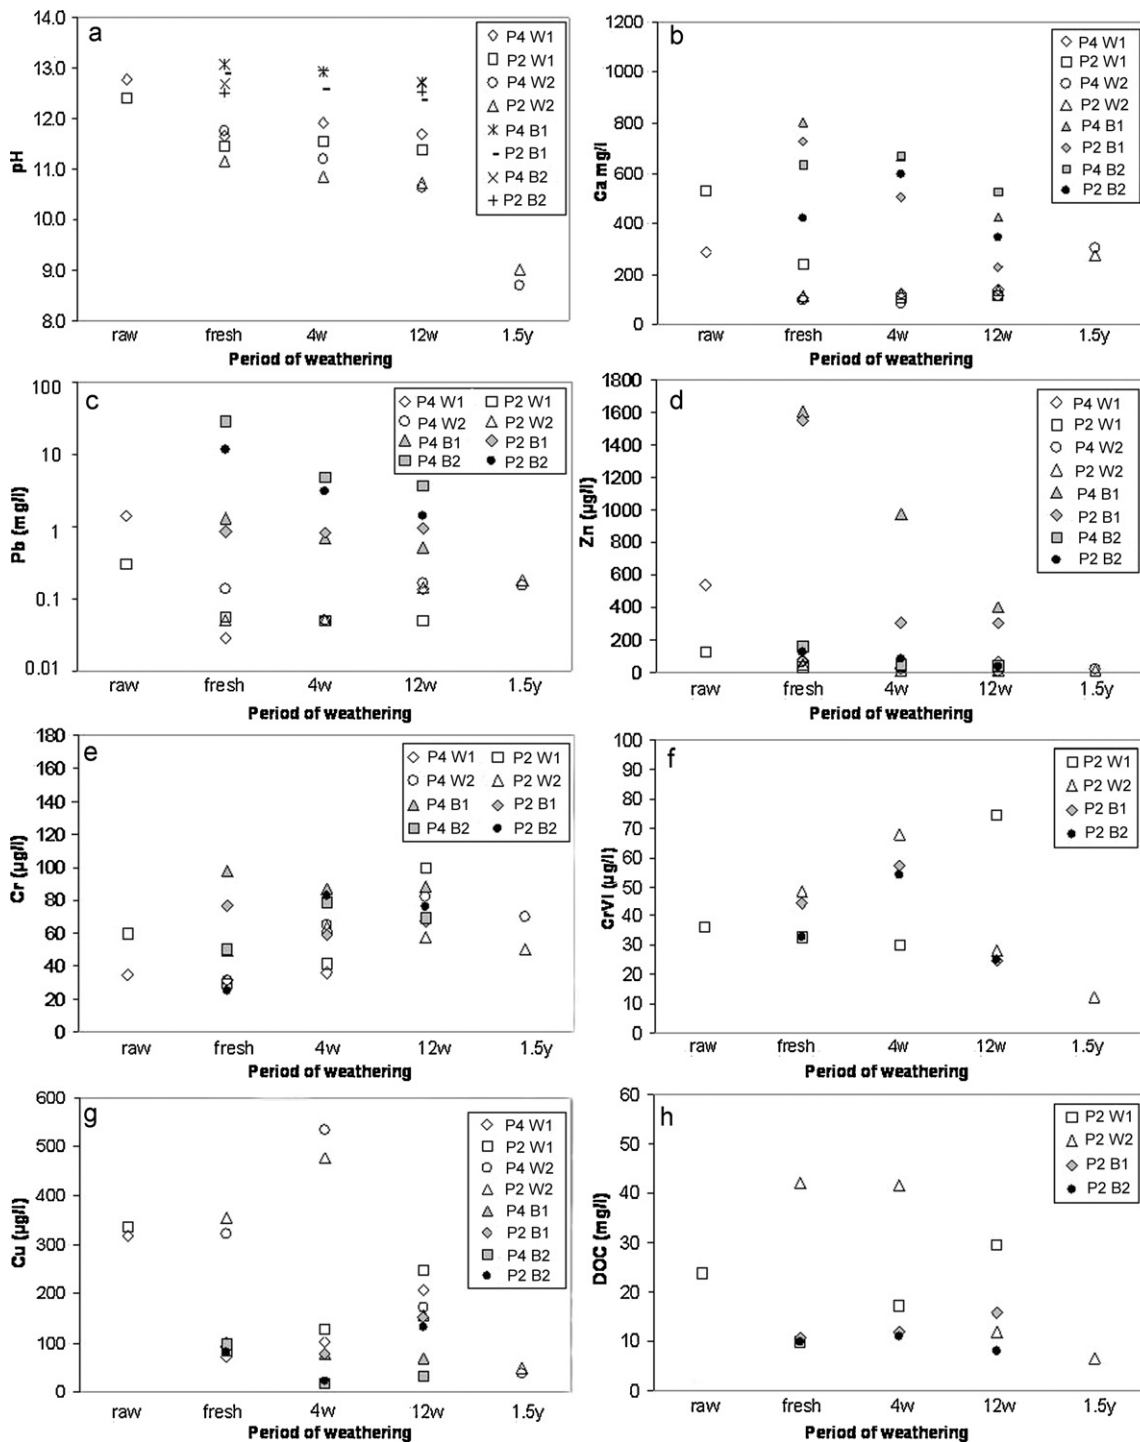 a
14.0
13.0
12.0
11.0
10.0
9.0
8.0
pH
raw fresh 4w 12w 1.5y
Period of weathering
P4 W1
P2 W1
P4 W2
P2 W2
P4 B1
P2 B1
P4 B2
P2 B2
b
1200
1000
800
600
400
200
0
Ca mg/l
raw fresh 4w 12w 1.5y
Period of weathering
P4 W1
P2 W1
P4 W2
P2 W2
P4 B1
P2 B1
P4 B2
P2 B2
c
100
10
1
0.1
0.01
Pb (mg/l)
raw fresh 4w 12w 1.5y
Period of weathering
P4 W1 P2 W1
P4 W2 P2 W2
P4 B1 P2 B1
P4 B2 P2 B2
d
1800
1600
1400
1200
1000
800
600
400
200
0
Zn (µg/l)
raw fresh 4w 12w 1.5y
Period of weathering
P4 W1
P2 W1
P4 W2
P2 W2
P4 B1
P2 B1
P4 B2
P2 B2
e
180
160
140
120
100
80
60
40
20
0
Cr (µg/l)
raw fresh 4w 12w 1.5y
Period of weathering
P4 W1 P2 W1
P4 W2 P2 W2
P4 B1 P2 B1
P4 B2 P2 B2
f
100
90
80
70
60
50
40
30
20
10
0
CrVI (µg/l)
raw fresh 4w 12w 1.5y
Period of weathering
P2 W1
P2 W2
P2 B1
P2 B2
g
600
500
400
300
200
100
0
Cu (µg/l)
raw fresh 4w 12w 1.5y
Period of weathering
P4 W1
P2 W1
P4 W2
P2 W2
P4 B1
P2 B1
P4 B2
P2 B2
h
60
50
40
30
20
10
0
DOC (mg/l)
raw fresh 4w 12w 1.5y
Period of weathering
P2 W1
P2 W2
P2 B1
P2 B2